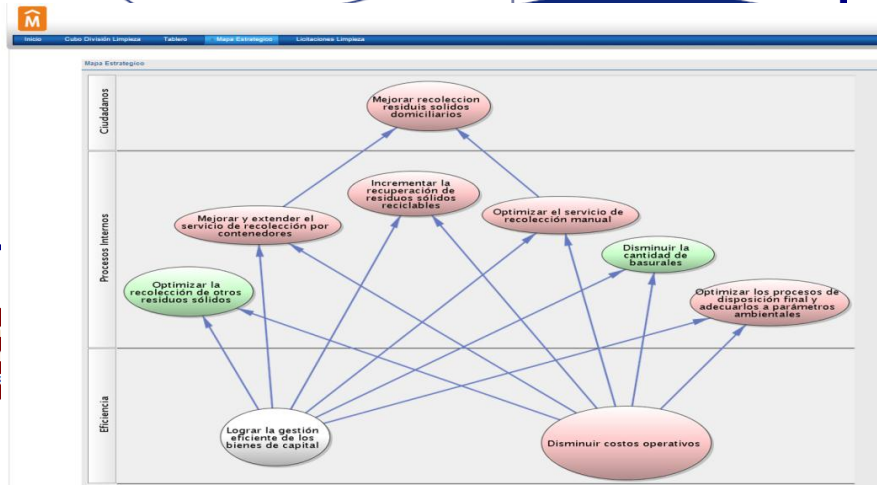 M
Inicio Cubo División Limpieza Tablero Mapa Estrategico Licitaciones Limpieza
Mapa Estrategico
Ciudadanos
Mejorar recoleccion
residuis solidos
domiciliarios
Procesos Internos
Incrementar la
recuperación de
residuos sólidos
reciclables
Mejorar y extender el
servicio de recolección por
contenedores
Optimizar el servicio de
recolección manual
Disminuir la
cantidad de
basurales
Optimizar la
recolección de otros
residuos sólidos
Optimizar los procesos de
disposición final y
adecuarlos a parámetros
ambientales
Eficiencia
Lograr la gestión
eficiente de los
bienes de capital
Disminuir costos operativos